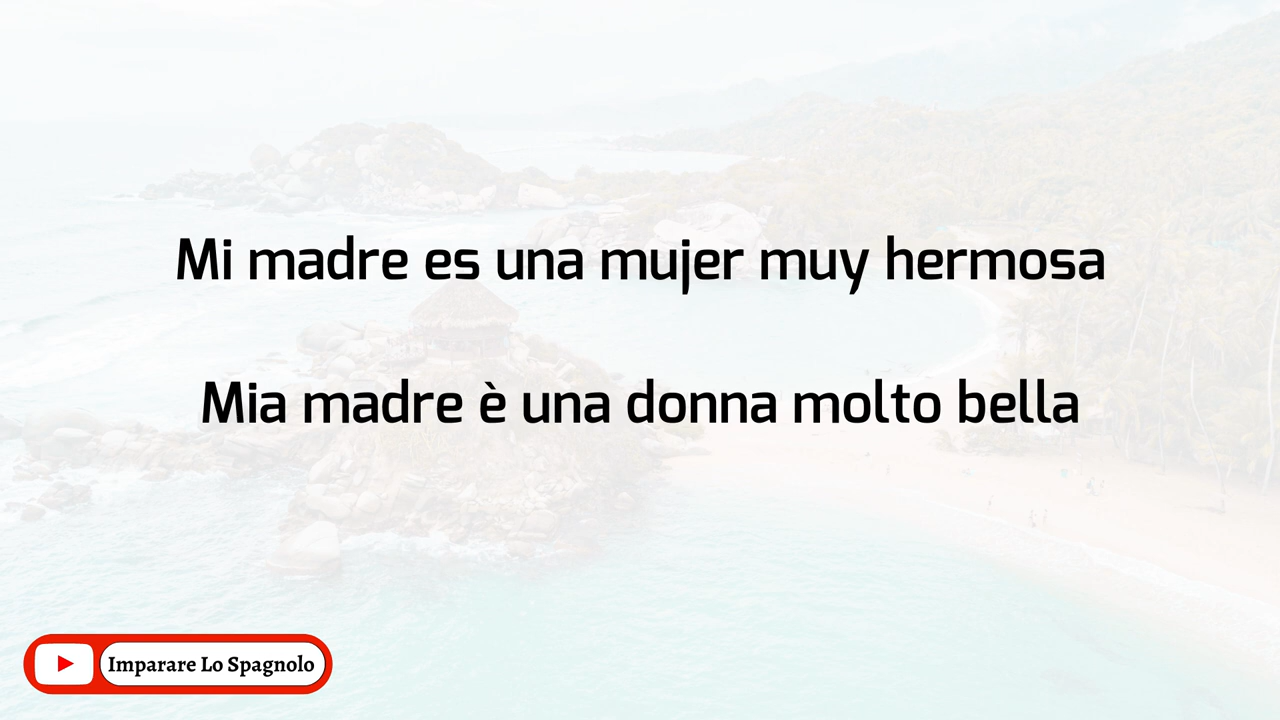 Mi madre es una mujer muy hermosa
Mia madre è una donna molto bella
Imparare Lo Spagnolo